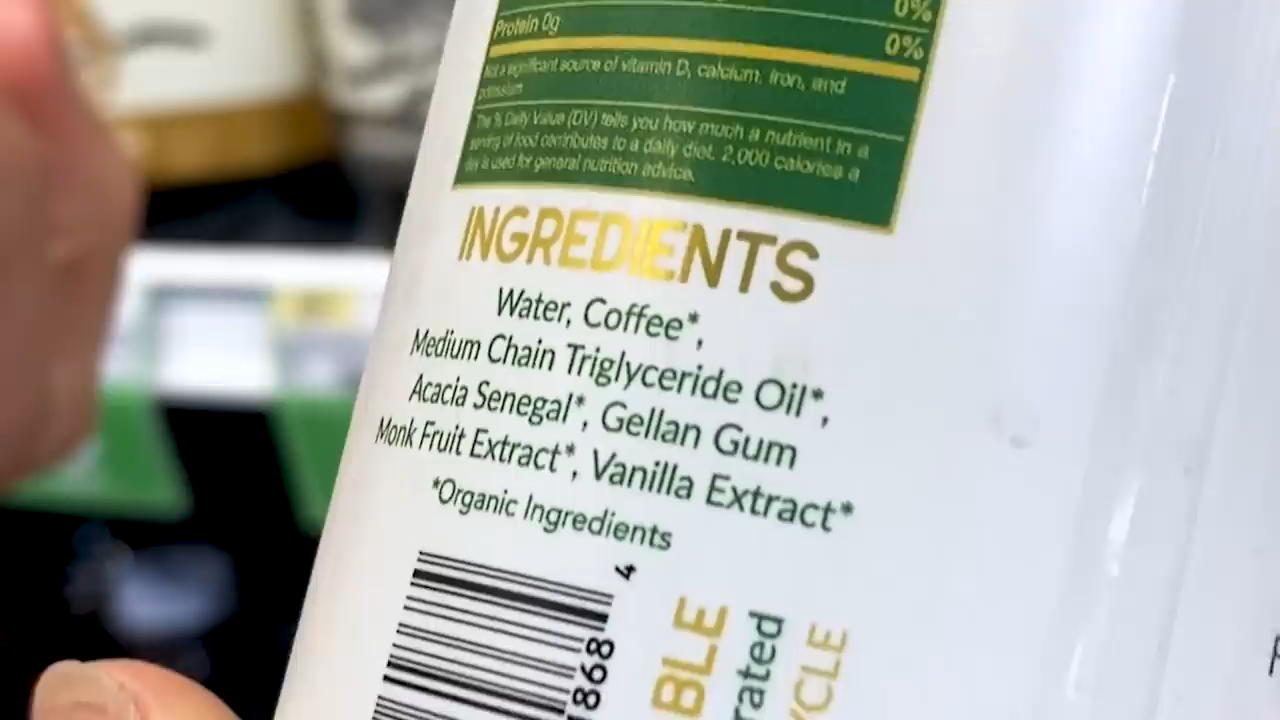 0%
Protein 0g 0%
Not a significant source of vitamin D, calcium, iron, and
potassium
The % Daily Value (DV) tells you how much a nutrient in a
serving of food contributes to a daily diet. 2,000 calories a
day is used for general nutrition advice.
INGREDIENTS
Water, Coffee*,
Medium Chain Triglyceride Oil*,
Acacia Senegal*, Gellan Gum
Monk Fruit Extract*, Vanilla Extract*
*Organic Ingredients
4
868
BLE
rated
YCLE